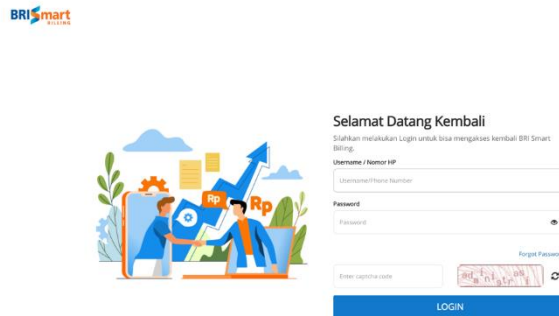 BRISmart
BILLING
Selamat Datang Kembali
Silahkan melakukan Login untuk bisa mengakses kembali BRI Smart
Billing.
Username / Nomor HP
Username/Phone Number
Password
Password
Forgot Password
Enter captcha code
LOGIN
Rp
Rp